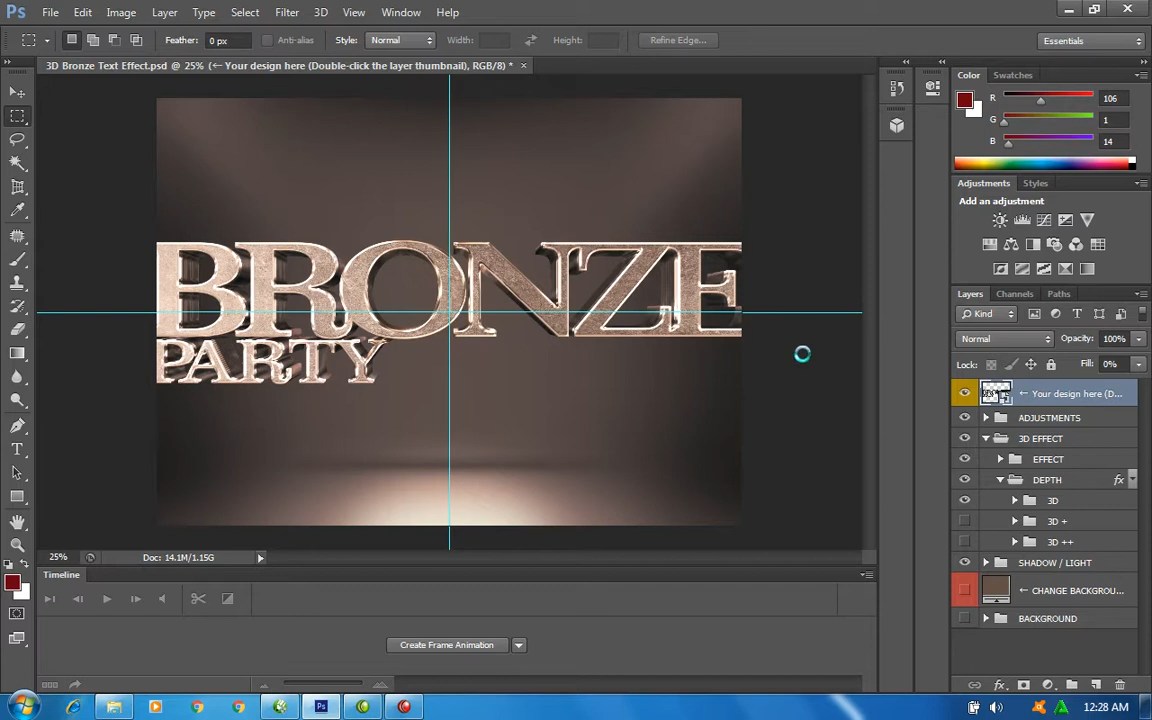 Ps File Edit Image Layer Type Select Filter 3D View Window Help
Feather: 0 px Anti-alias Style: Normal Width: Height: Refine Edge... Essentials
3D Bronze Text Effect.psd @ 25% (← Your design here (Double-click the layer thumbnail), RGB/8) * ×
Color Swatches
R 106
G 1
B 14
Adjustments Styles
Add an adjustment
BRONZE
PARTY
Layers Channels Paths
Kind
Normal Opacity: 100%
Lock: Fill: 0%
← Your design here (D...
ADJUSTMENTS
3D EFFECT
EFFECT
DEPTH fx
3D
3D +
3D ++
SHADOW / LIGHT
← CHANGE BACKGROU...
BACKGROUND
25% Doc: 14.1M/1.15G
Timeline
Create Frame Animation
fx
Ps 12:28 AM